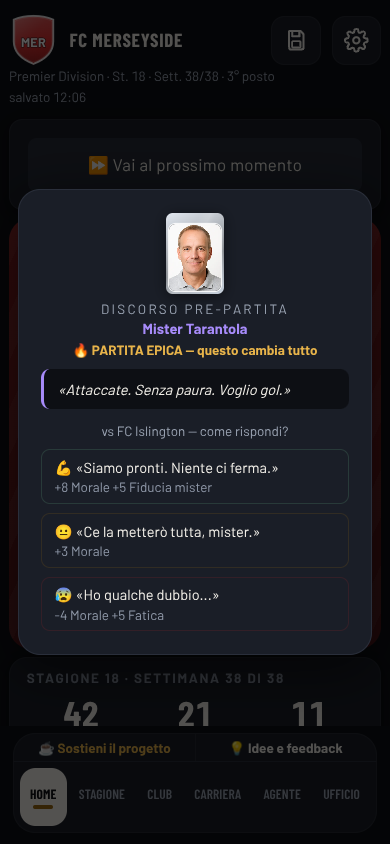 MER
FC MERSEYSIDE
Premier Division · St. 18 · Sett. 38/38 · 3° posto
salvato 12:06
⏩ Vai al prossimo momento
DISCORSO PRE-PARTITA
Mister Tarantola
🔥 PARTITA EPICA — questo cambia tutto
«Attaccate. Senza paura. Voglio gol.»
vs FC Islington — come rispondi?
💪 «Siamo pronti. Niente ci ferma.»
+8 Morale +5 Fiducia mister
😐 «Ce la metterò tutta, mister.»
+3 Morale
😰 «Ho qualche dubbio...»
-4 Morale +5 Fatica
STAGIONE 18 · SETTIMANA 38 DI 38
42 21 11
☕ Sostieni il progetto 💡 Idee e feedback
HOME STAGIONE CLUB CARRIERA AGENTE UFFICIO